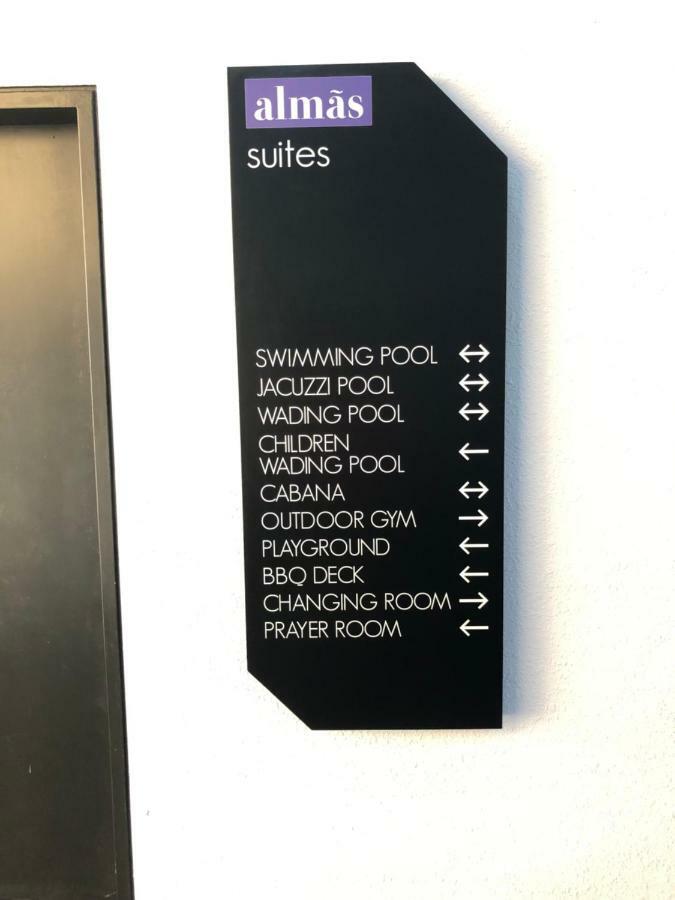 almãs
suites
SWIMMING POOL ↔
JACUZZI POOL ↔
WADING POOL ↔
CHILDREN
WADING POOL ←
CABANA ↔
OUTDOOR GYM →
PLAYGROUND ←
BBQ DECK ←
CHANGING ROOM →
PRAYER ROOM ←